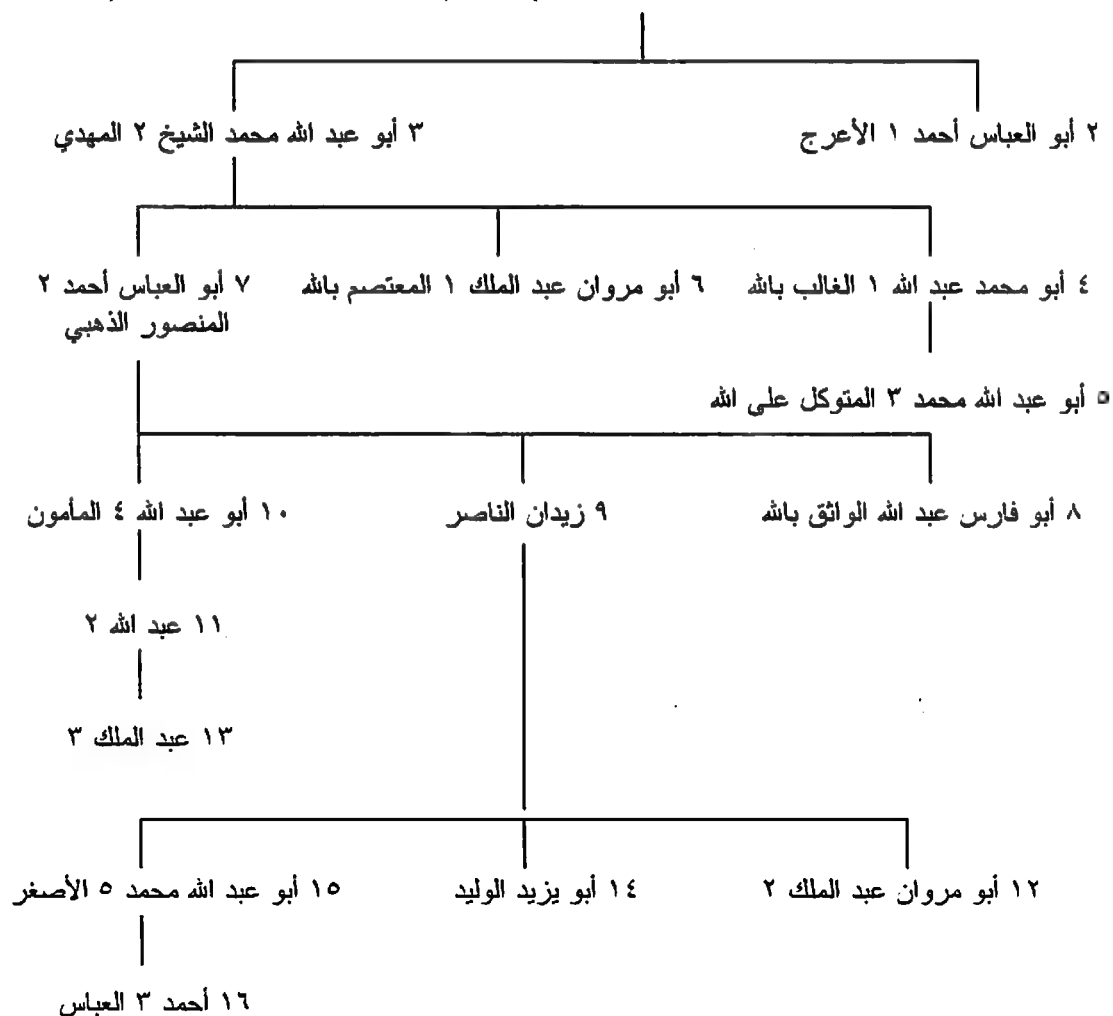 ٢ أبو العباس أحمد ١ الأعرج
٣ أبو عبد الله محمد الشيخ ٢ المهدي
٤ أبو محمد عبد الله ١ الغالب بالله
٦ أبو مروان عبد الملك ١ المعتصم بالله
٧ أبو العباس أحمد ٢
المنصور الذهبي
٥ أبو عبد الله محمد ٣ المتوكل على الله
٨ أبو فارس عبد الله الواثق بالله
٩ زيدان الناصر
١٠ أبو عبد الله ٤ المأمون
١١ عبد الله ٢
١٣ عبد الملك ٣
١٢ أبو مروان عبد الملك ٢
١٤ أبو يزيد الوليد
١٥ أبو عبد الله محمد ٥ الأصغر
١٦ أحمد ٣ العباس